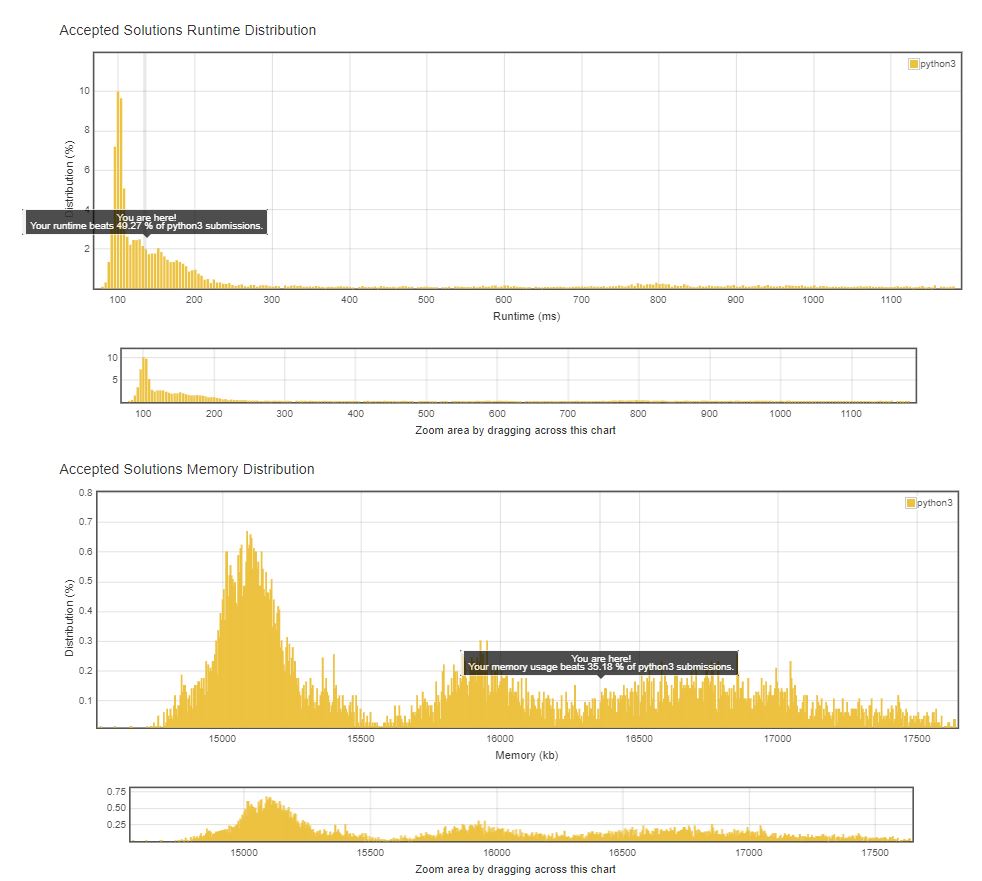 Accepted Solutions Runtime Distribution
python3
10
8
6
4
2
Distribution (%)
You are here!
Your runtime beats 49.27 % of python3 submissions.
100 200 300 400 500 600 700 800 900 1000 1100
Runtime (ms)
10
5
100 200 300 400 500 600 700 800 900 1000 1100
Zoom area by dragging across this chart
Accepted Solutions Memory Distribution
python3
0.8
0.7
0.6
0.5
0.4
0.3
0.2
0.1
Distribution (%)
You are here!
Your memory usage beats 35.18 % of python3 submissions.
15000 15500 16000 16500 17000 17500
Memory (kb)
0.75
0.50
0.25
15000 15500 16000 16500 17000 17500
Zoom area by dragging across this chart